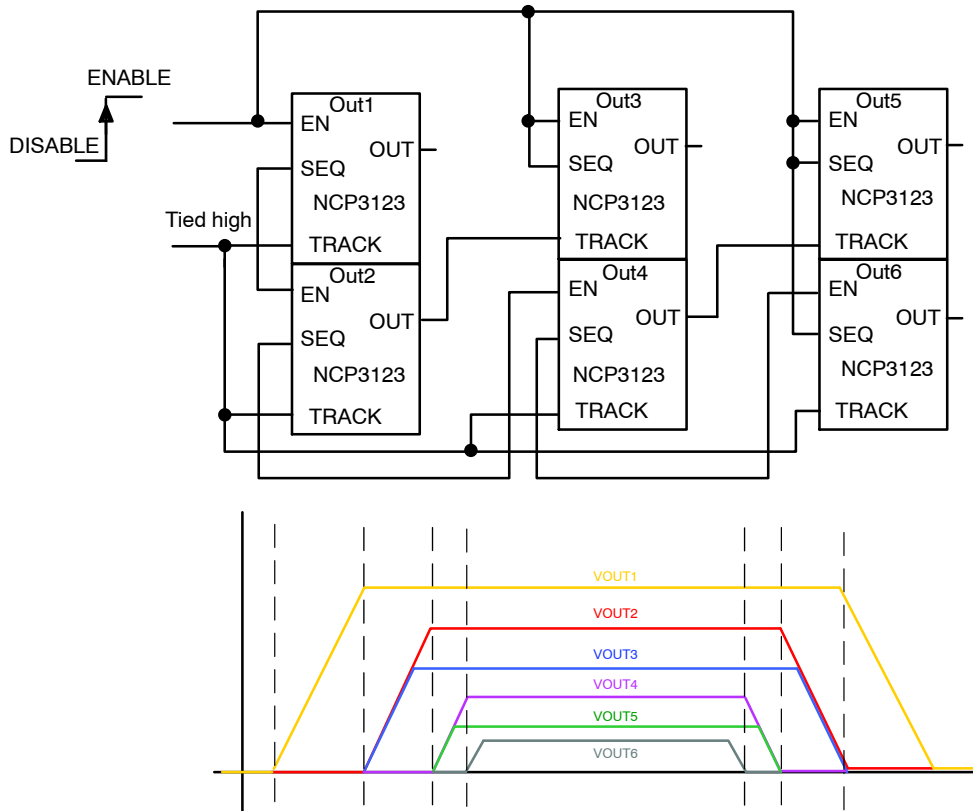 ENABLE
DISABLE
Tied high
Out1
EN
OUT
SEQ
NCP3123
TRACK
Out2
EN
OUT
SEQ
NCP3123
TRACK
Out3
EN
OUT
SEQ
NCP3123
TRACK
Out4
EN
OUT
SEQ
NCP3123
TRACK
Out5
EN
OUT
SEQ
NCP3123
TRACK
Out6
EN
OUT
SEQ
NCP3123
TRACK
VOUT1
VOUT2
VOUT3
VOUT4
VOUT5
VOUT6